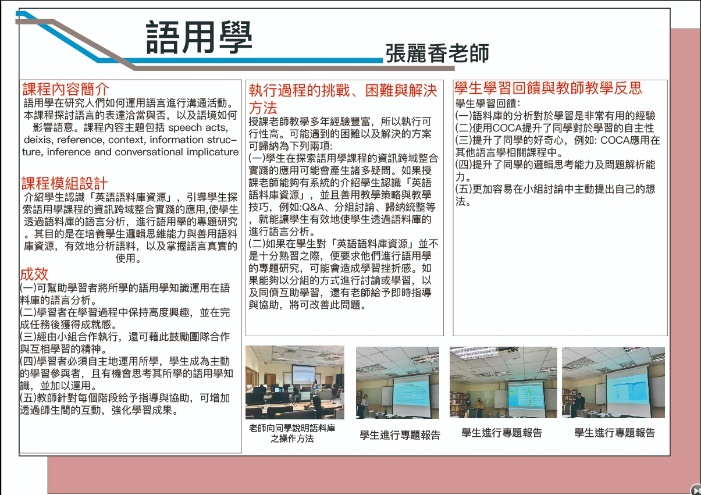 語用學
張麗香老師
課程內容簡介
語用學在研究人們如何運用語言進行溝通活動。
本課程探討語言的表達洽當與否，以及語境如何
影響語意。課程內容主題包括 speech acts,
deixis, reference, context, information struc-
ture, inference and conversational implicature
課程模組設計
介紹學生認識「英語語料庫資源」，引導學生探
索語用學課程的資訊跨域整合實踐的應用,使學生
透過語料庫的語言分析，進行語用學的專題研究
。其目的是在培養學生邏輯思維能力與善用語料
庫資源、有效地分析語料，以及掌握語言真實的
使用。
成效
(一)可幫助學習者將所學的語用學知識運用在語
料庫的語言分析。
(二)學習者在學習過程中保持高度興趣，並在完
成任務後獲得成就感。
(三)經由小組合作執行，還可藉此鼓勵團隊合作
與互相學習的精神。
(四)學習者必須自主地運用所學，學生成為主動
的學習參與者，且有機會思考其所學的語用學知
識，並加以運用。
(五)教師針對每個階段給予指導與協助，可增加
透過師生間的互動，強化學習成果。
執行過程的挑戰、困難與解決
方法
授課老師教學多年經驗豐富，所以執行可
行性高。可能遇到的困難以及解決的方案
可歸納為下列兩項:
(一)學生在探索語用學課程的資訊跨域整合
實踐的應用可能會產生諸多疑問。如果授
課老師能夠有系統的介紹學生認識「英語
語料庫資源」，並且善用教學策略與教學
技巧，例如:Q&A、分組討論、歸納統整等
，就能讓學生有效地使學生透過語料庫的
進行語言分析。
(二)如果在學生對「英語語料庫資源」並不
是十分熟習之際，便要求他們進行語用學
的專題研究，可能會造成學習挫折感。如
果能夠以分組的方式進行討論或學習，以
及同儕互助學習，還有老師給予即時指導
與協助，將可改善此問題。
學生學習回饋與教師教學反思
學生學習回饋：
(一)語料庫的分析對於學習是非常有用的經驗
(二)使用COCA提升了同學對於學習的自主性
(三)提升了同學的好奇心，例如: COCA應用在
其他語言學相關課程中。
(四)提升了同學的邏輯思考能力及問題解析能
力。
(五)更加容易在小組討論中主動提出自己的想
法。
老師向同學說明語料庫
之操作方法
學生進行專題報告
學生進行專題報告
學生進行專題報告